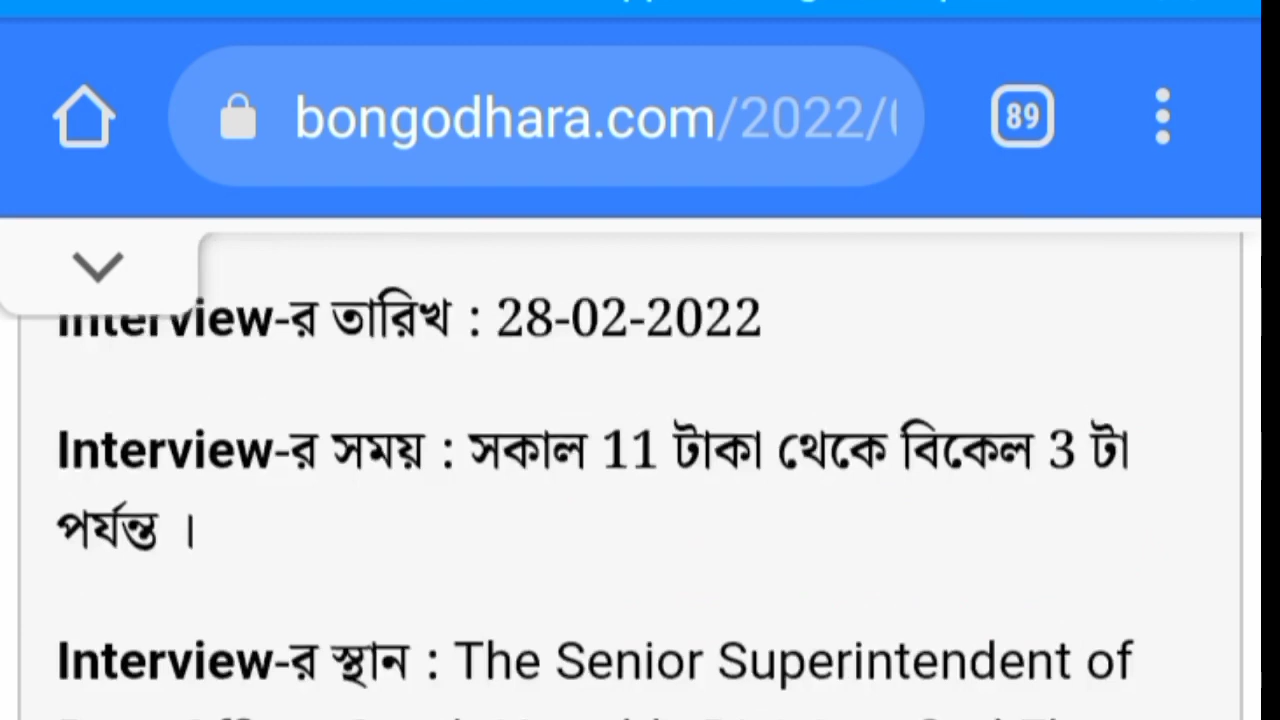 bongodhara.com/2022/
89
Interview-র তারিখ : 28-02-2022
Interview-র সময় : সকাল 11 টাকা থেকে বিকেল 3 টা
পর্যন্ত ।
Interview-র স্থান : The Senior Superintendent of